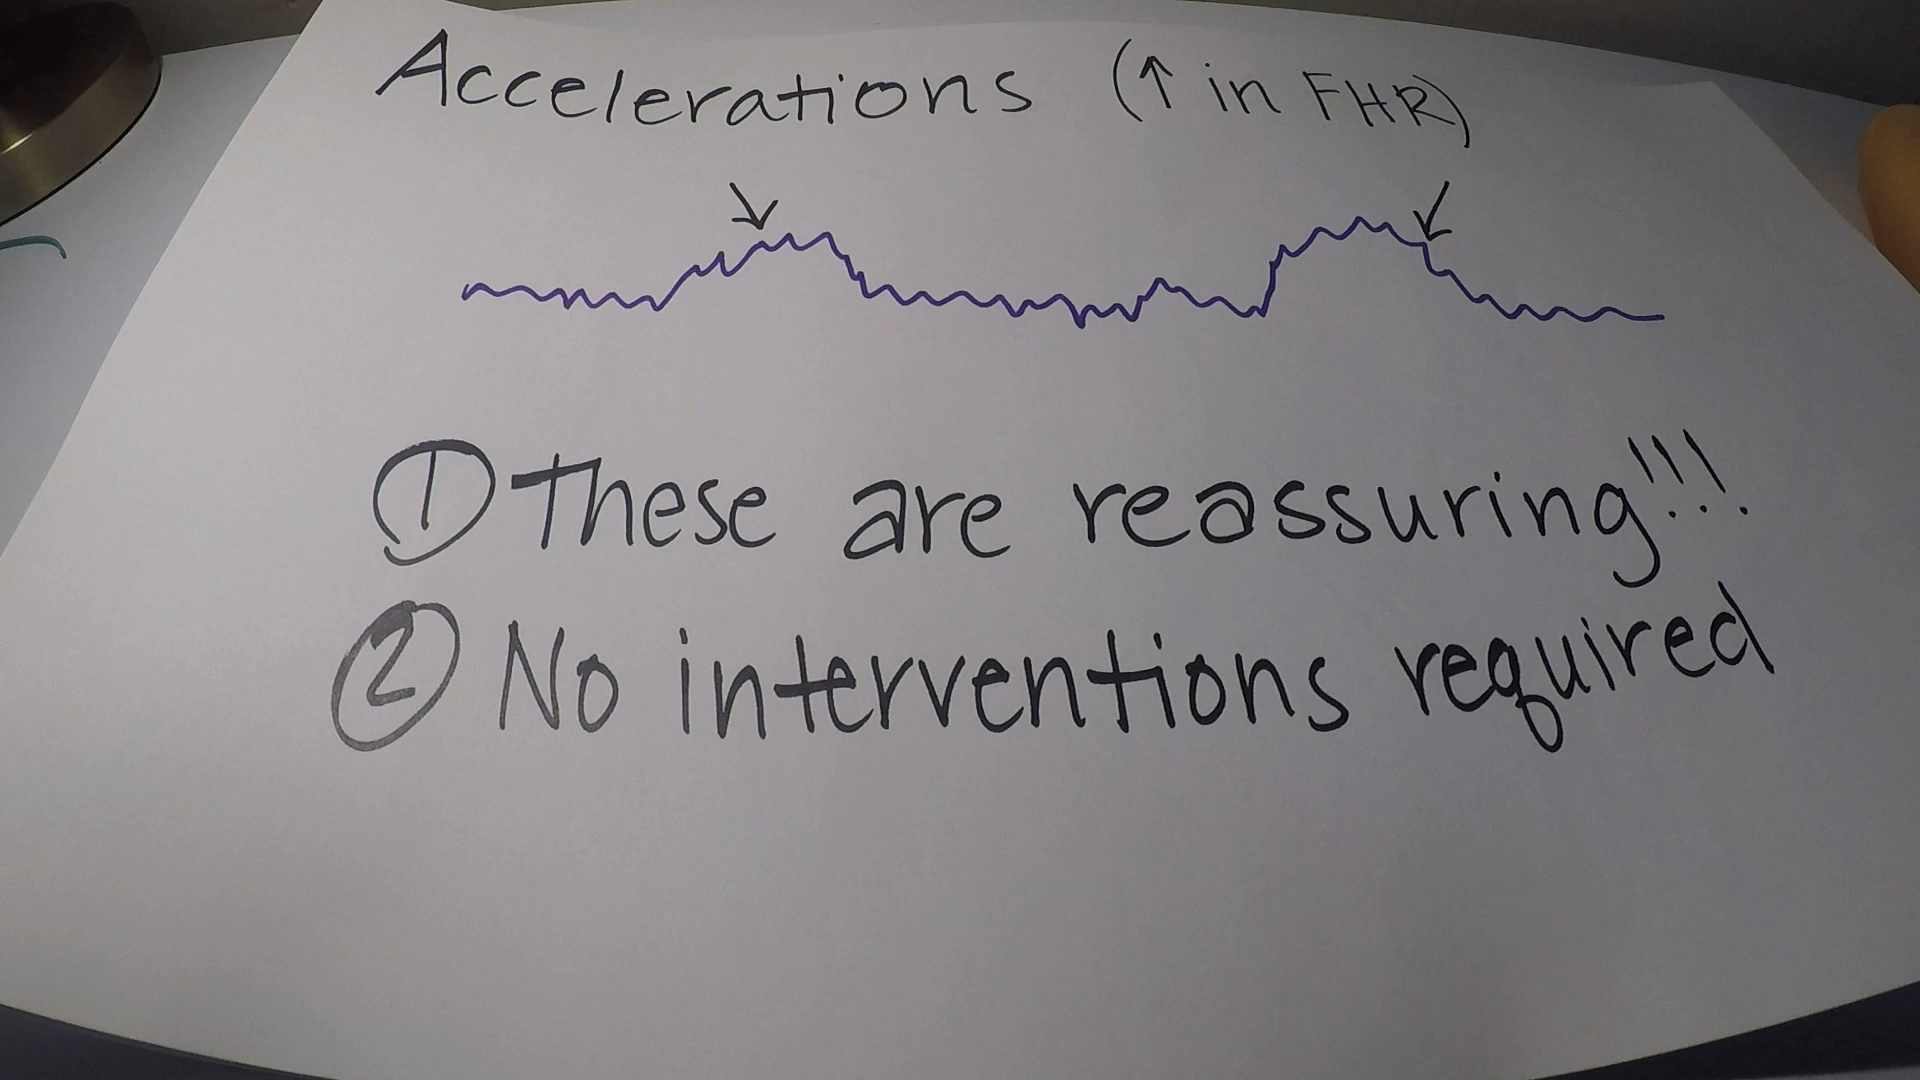 Accelerations (↑ in FHR)
① These are reassuring!!!
② No interventions required